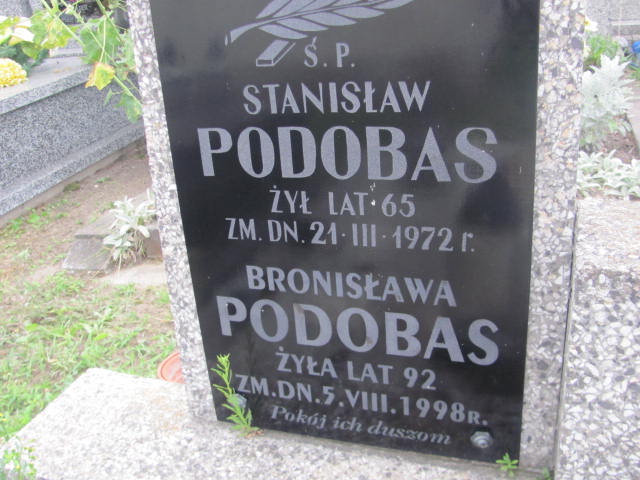 Ś. P.
STANISŁAW
PODOBAS
ŻYŁ LAT 65
ZM. DN. 21·III·1972 r.
BRONISŁAWA
PODOBAS
ŻYŁA LAT 92
ZM. DN. 5. VIII. 1998 R.
Pokój ich duszom